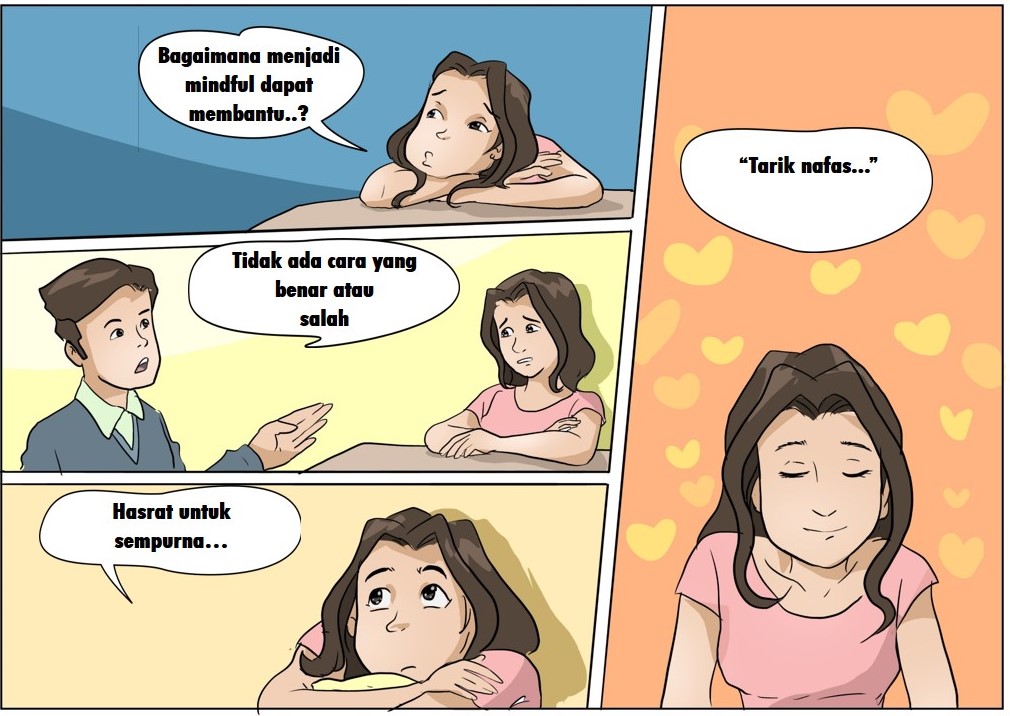 Bagaimana menjadi
mindful dapat
membantu..?
Tidak ada cara yang
benar atau
salah
Hasrat untuk
sempurna...
“Tarik nafas...”